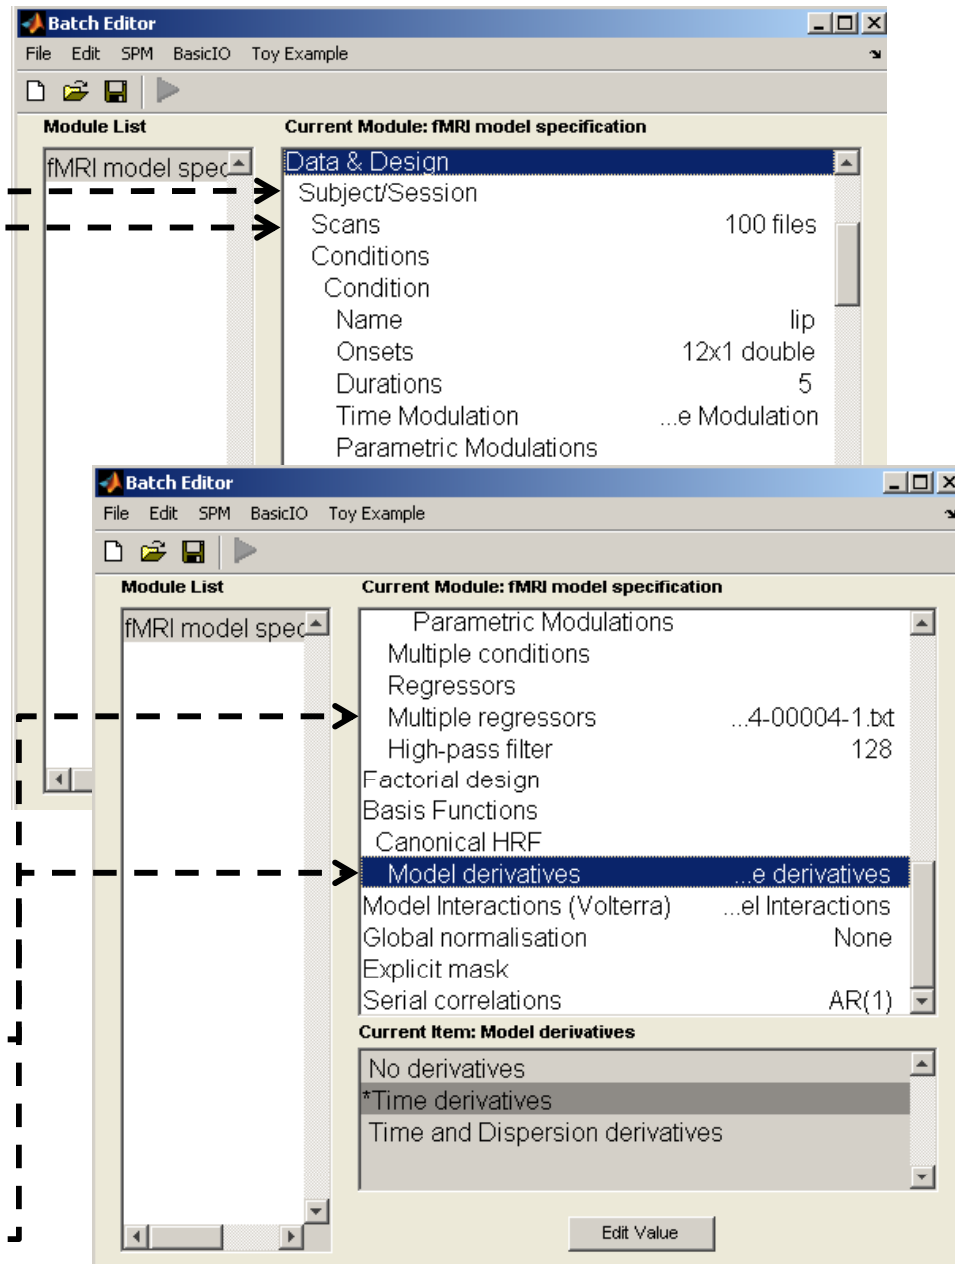 Batch Editor
File Edit SPM BasicIO Toy Example
Module List
Current Module: fMRI model specification
fMRI model spec
Data & Design
Subject/Session
Scans 100 files
Conditions
Condition
Name lip
Onsets 12x1 double
Durations 5
Time Modulation ...e Modulation
Parametric Modulations
Batch Editor
File Edit SPM BasicIO Toy Example
Module List
Current Module: fMRI model specification
fMRI model spec
Parametric Modulations
Multiple conditions
Regressors
Multiple regressors ...4-00004-1.txt
High-pass filter 128
Factorial design
Basis Functions
Canonical HRF
Model derivatives ...e derivatives
Model Interactions (Volterra) ...el Interactions
Global normalisation None
Explicit mask
Serial correlations AR(1)
Current Item: Model derivatives
No derivatives
*Time derivatives
Time and Dispersion derivatives
Edit Value